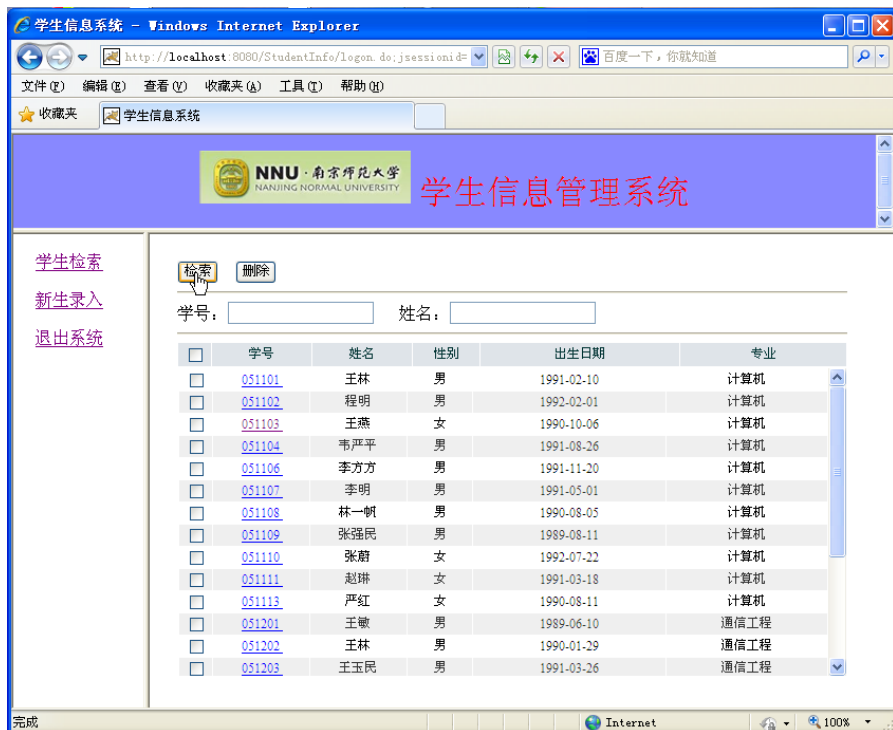 学生信息系统 - Windows Internet Explorer
http://localhost:8080/StudentInfo/logon.do;jsessionid= 百度一下，你就知道
文件(F) 编辑(E) 查看(V) 收藏夹(A) 工具(T) 帮助(H)
收藏夹 学生信息系统
NNU·南京师范大学
NANJING NORMAL UNIVERSITY
学生信息管理系统
学生检索
新生录入
退出系统
检索 删除
学号： 姓名：
学号 姓名 性别 出生日期 专业
051101 王林 男 1991-02-10 计算机
051102 程明 男 1992-02-01 计算机
051103 王燕 女 1990-10-06 计算机
051104 韦严平 男 1991-08-26 计算机
051106 李方方 男 1991-11-20 计算机
051107 李明 男 1991-05-01 计算机
051108 林一帆 男 1990-08-05 计算机
051109 张强民 男 1989-08-11 计算机
051110 张蔚 女 1992-07-22 计算机
051111 赵琳 女 1991-03-18 计算机
051113 严红 女 1990-08-11 计算机
051201 王敏 男 1989-06-10 通信工程
051202 王林 男 1990-01-29 通信工程
051203 王玉民 男 1991-03-26 通信工程
完成 Internet 100%